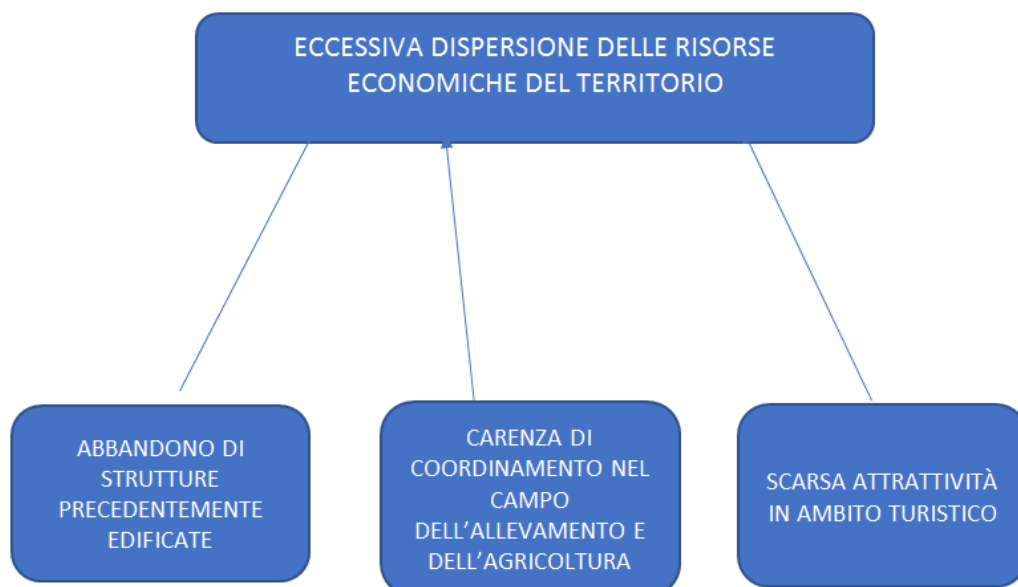 ECCESSIVA DISPERSIONE DELLE RISORSE
ECONOMICHE DEL TERRITORIO
ABBANDONO DI
STRUTTURE
PRECEDENTEMENTE
EDIFICATE
CARENZA DI
COORDINAMENTO NEL
CAMPO
DELL’ALLEVAMENTO E
DELL’AGRICOLTURA
SCARSA ATTRATTIVITÀ
IN AMBITO TURISTICO